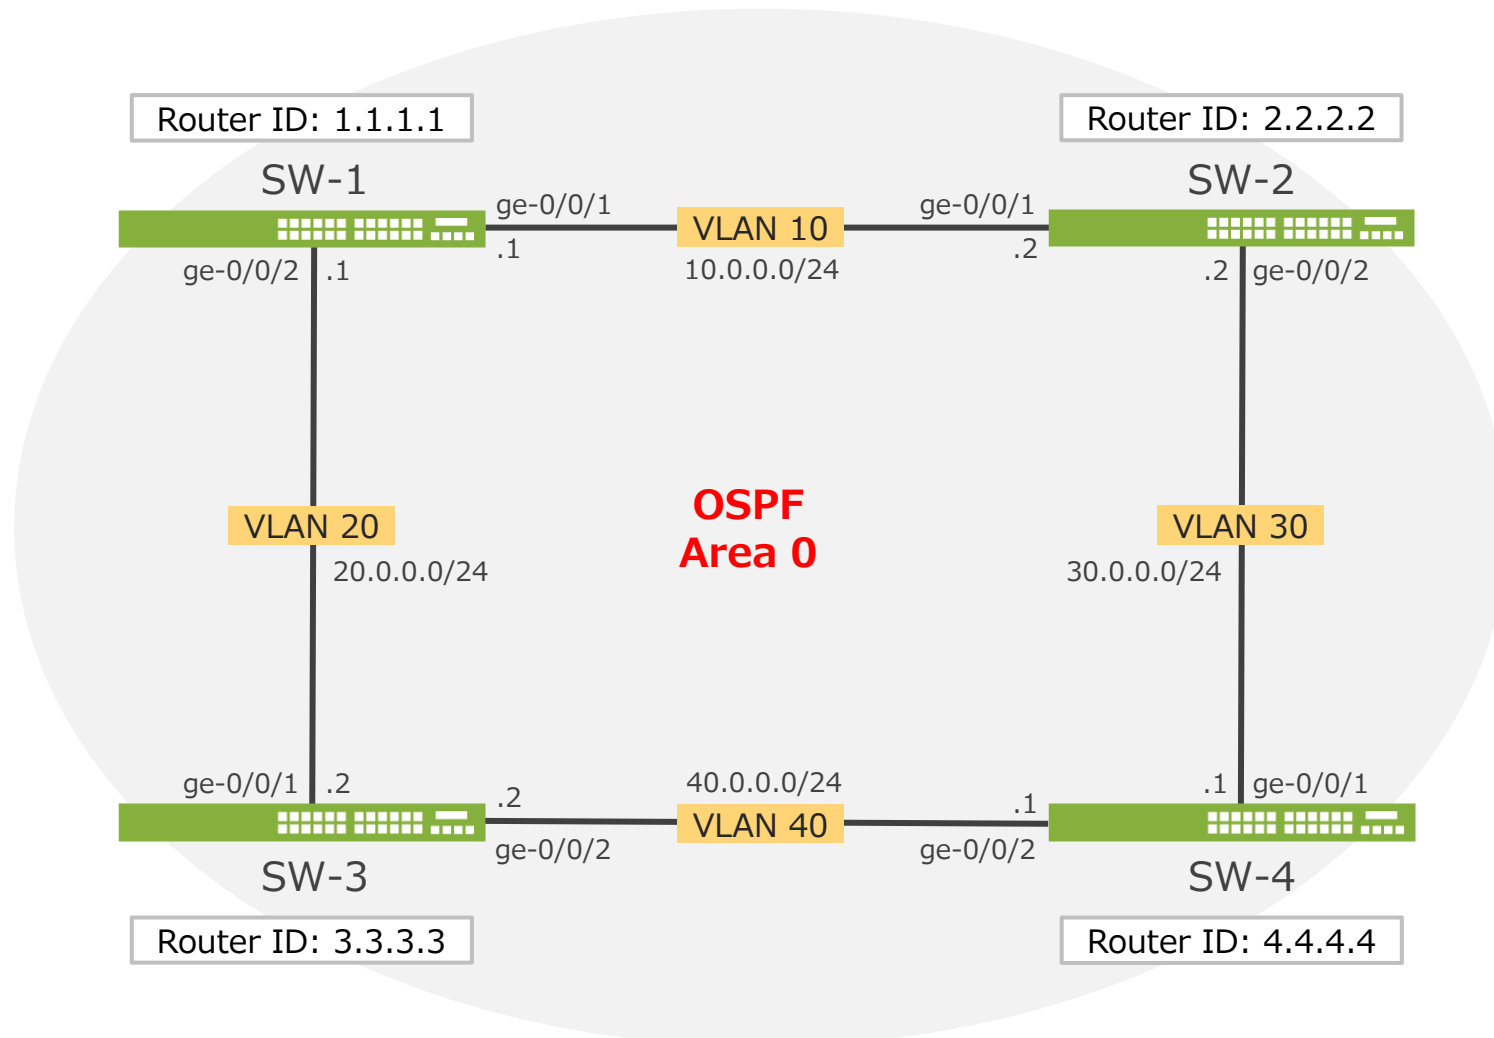 Router ID: 1.1.1.1
Router ID: 2.2.2.2
SW-1
SW-2
ge-0/0/1
VLAN 10
ge-0/0/1
.1
.2
ge-0/0/2
.1
10.0.0.0/24
.2
ge-0/0/2
OSPF
Area 0
VLAN 20
VLAN 30
20.0.0.0/24
30.0.0.0/24
ge-0/0/1
.2
40.0.0.0/24
.1
ge-0/0/1
.2
.1
VLAN 40
ge-0/0/2
ge-0/0/2
SW-3
SW-4
Router ID: 3.3.3.3
Router ID: 4.4.4.4